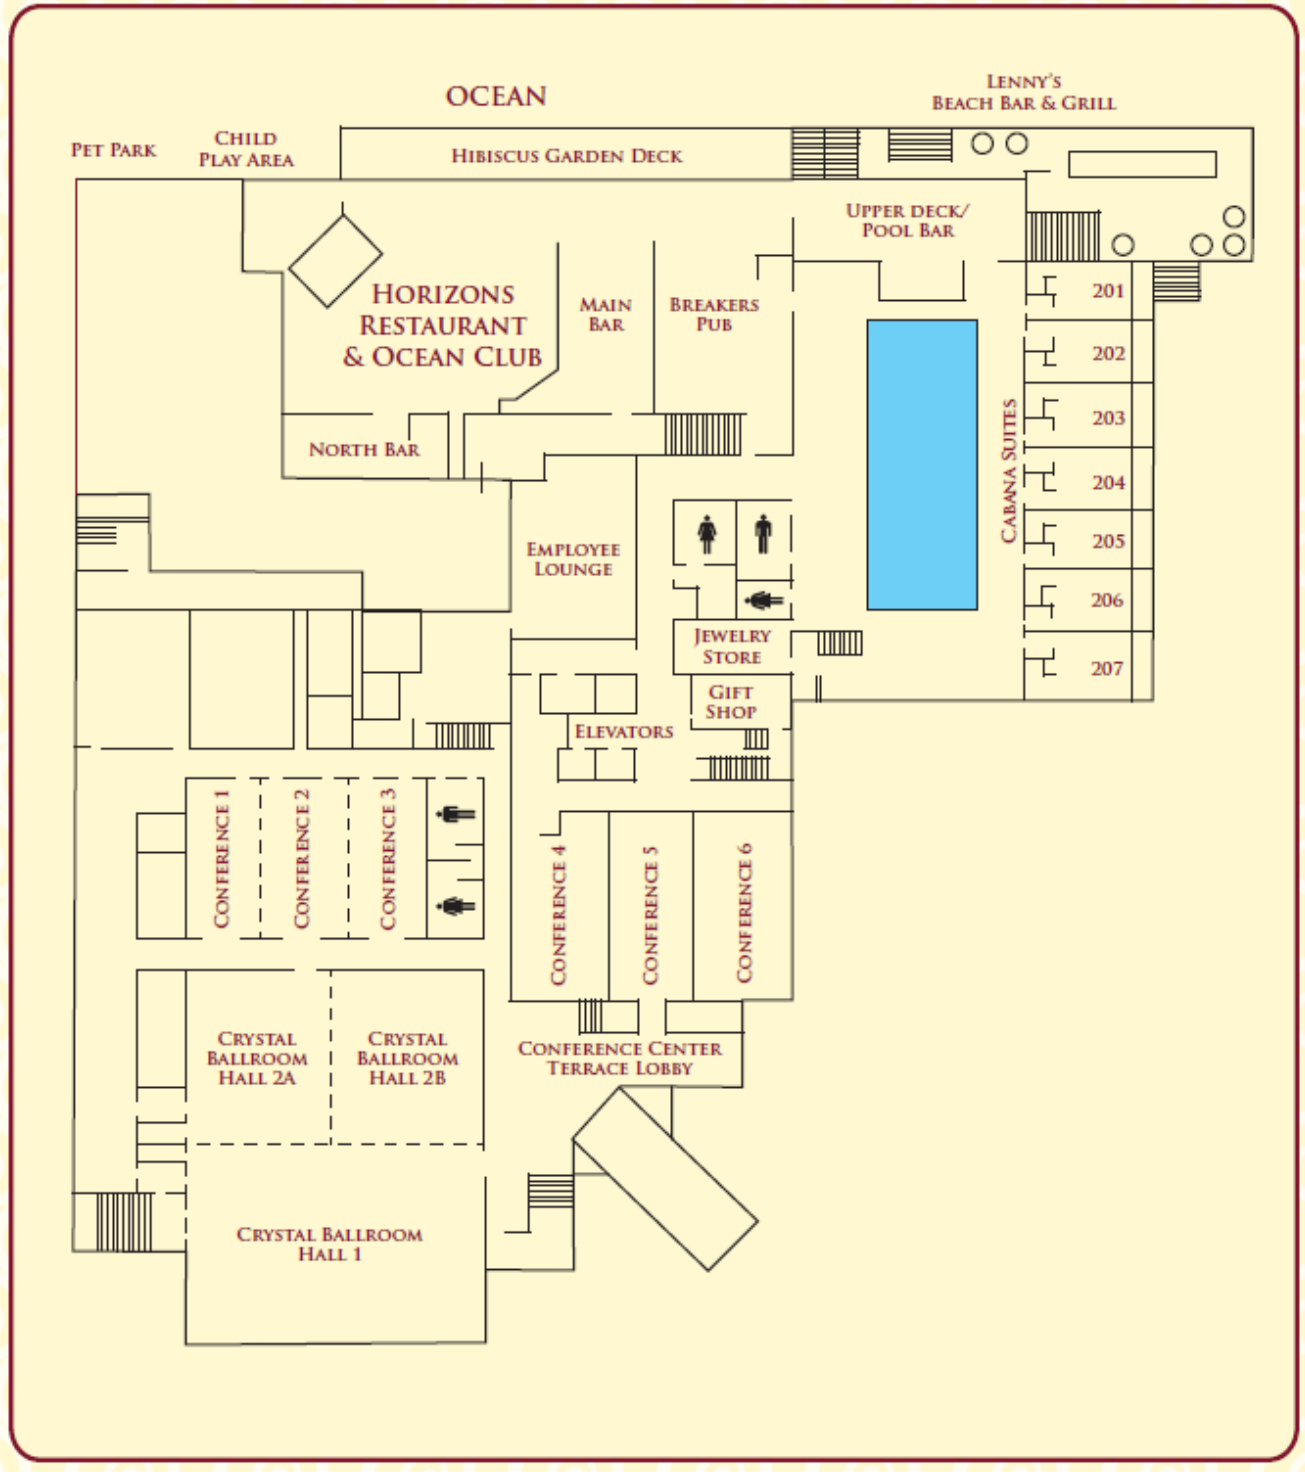 OCEAN
LENNY'S
BEACH BAR & GRILL
PET PARK
CHILD
PLAY AREA
HIBISCUS GARDEN DECK
UPPER DECK/
POOL BAR
HORIZONS
RESTAURANT
& OCEAN CLUB
MAIN
BAR
BREAKERS
PUB
201
202
203
204
205
206
207
CABANA SUITES
NORTH BAR
EMPLOYEE
LOUNGE
JEWELRY
STORE
GIFT
SHOP
ELEVATORS
CONFERENCE 1
CONFERENCE 2
CONFERENCE 3
CONFERENCE 4
CONFERENCE 5
CONFERENCE 6
CRYSTAL
BALLROOM
HALL 2A
CRYSTAL
BALLROOM
HALL 2B
CONFERENCE CENTER
TERRACE LOBBY
CRYSTAL BALLROOM
HALL 1